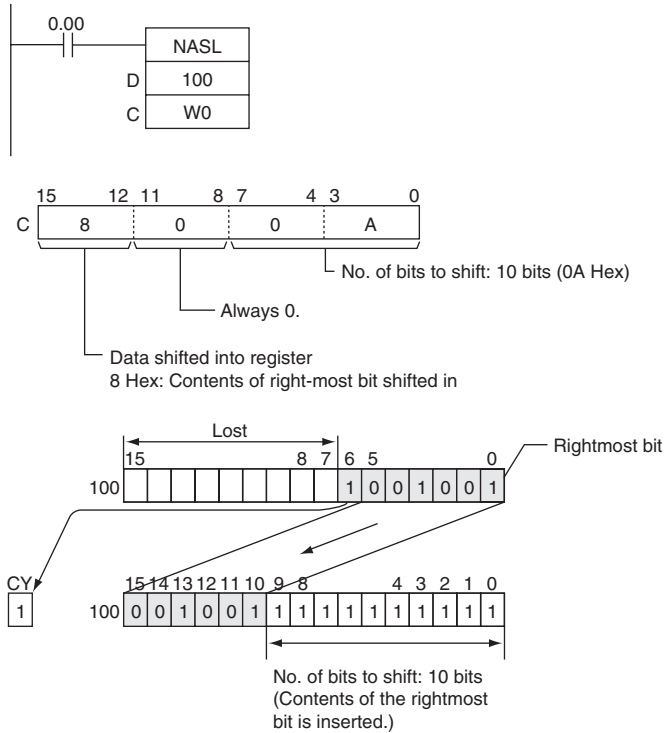 0.00
NASL
D 100
C W0
15 12 11 8 7 4 3 0
C 8 0 0 A
No. of bits to shift: 10 bits (0A Hex)
Always 0.
Data shifted into register
8 Hex: Contents of right-most bit shifted in
Lost
15 8 7 6 5 0
Rightmost bit
100 1 0 0 1 0 0 1
CY 15 14 13 12 11 10 9 8 4 3 2 1 0
1 100 0 0 1 0 0 1 1 1 1 1 1 1 1 1 1 1
No. of bits to shift: 10 bits
(Contents of the rightmost
bit is inserted.)